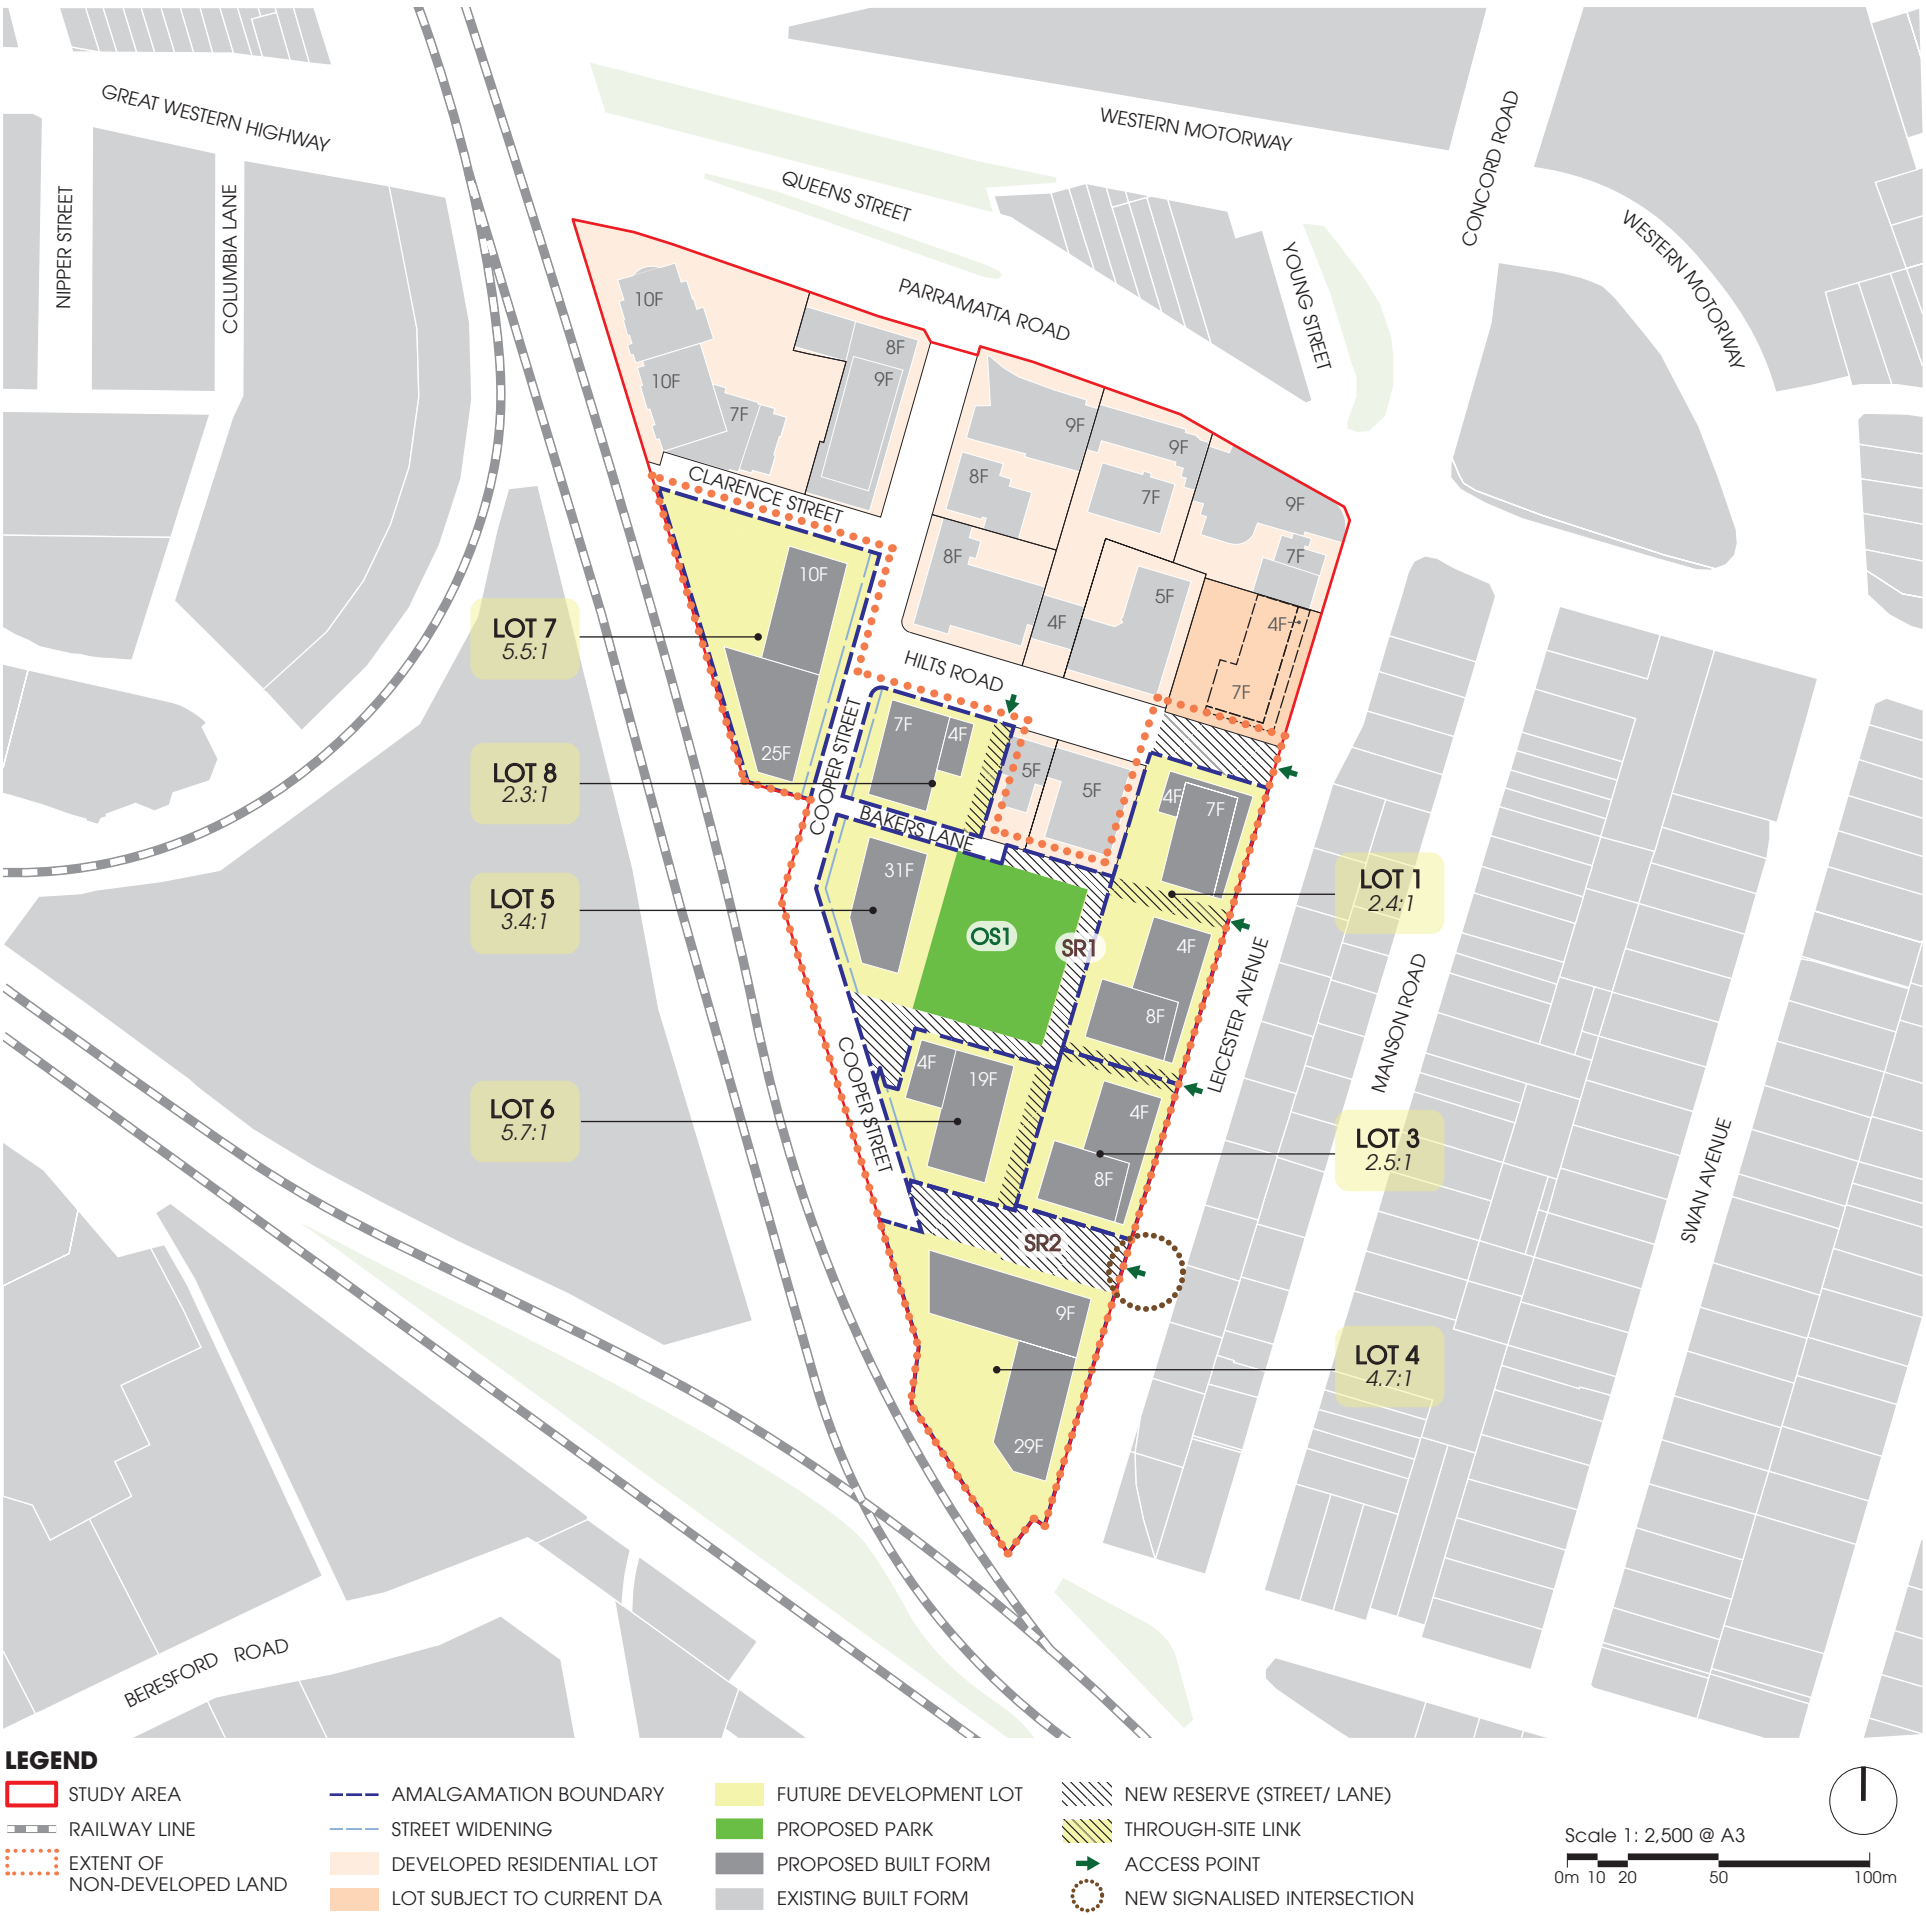 GREAT WESTERN HIGHWAY
WESTERN MOTORWAY
CONCORD ROAD
NIPPER STREET
COLUMBIA LANE
QUEENS STREET
YOUNG STREET
WESTERN MOTORWAY
PARRAMATTA ROAD
10F
8F
10F
9F
7F
9F
9F
8F
7F
9F
CLARENCE STREET
8F
7F
10F
5F
4F
4F
LOT 7
5.5:1
HILTS ROAD
7F
7F
4F
25F
COOPER STREET
5F
5F
4F
7F
LOT 8
2.3:1
BAKERS LANE
31F
LOT 1
2.4:1
LOT 5
3.4:1
OS1
SR1
4F
LEICESTER AVENUE
MANSON ROAD
8F
COOPER STREET
4F
19F
4F
LOT 6
5.7:1
LOT 3
2.5:1
8F
SWAN AVENUE
SR2
9F
LOT 4
4.7:1
29F
BERESFORD ROAD
LEGEND
STUDY AREA
RAILWAY LINE
EXTENT OF
NON-DEVELOPED LAND
AMALGAMATION BOUNDARY
STREET WIDENING
DEVELOPED RESIDENTIAL LOT
LOT SUBJECT TO CURRENT DA
FUTURE DEVELOPMENT LOT
PROPOSED PARK
PROPOSED BUILT FORM
EXISTING BUILT FORM
NEW RESERVE (STREET/ LANE)
THROUGH-SITE LINK
ACCESS POINT
NEW SIGNALISED INTERSECTION
Scale 1: 2,500 @ A3
0m 10 20 50 100m